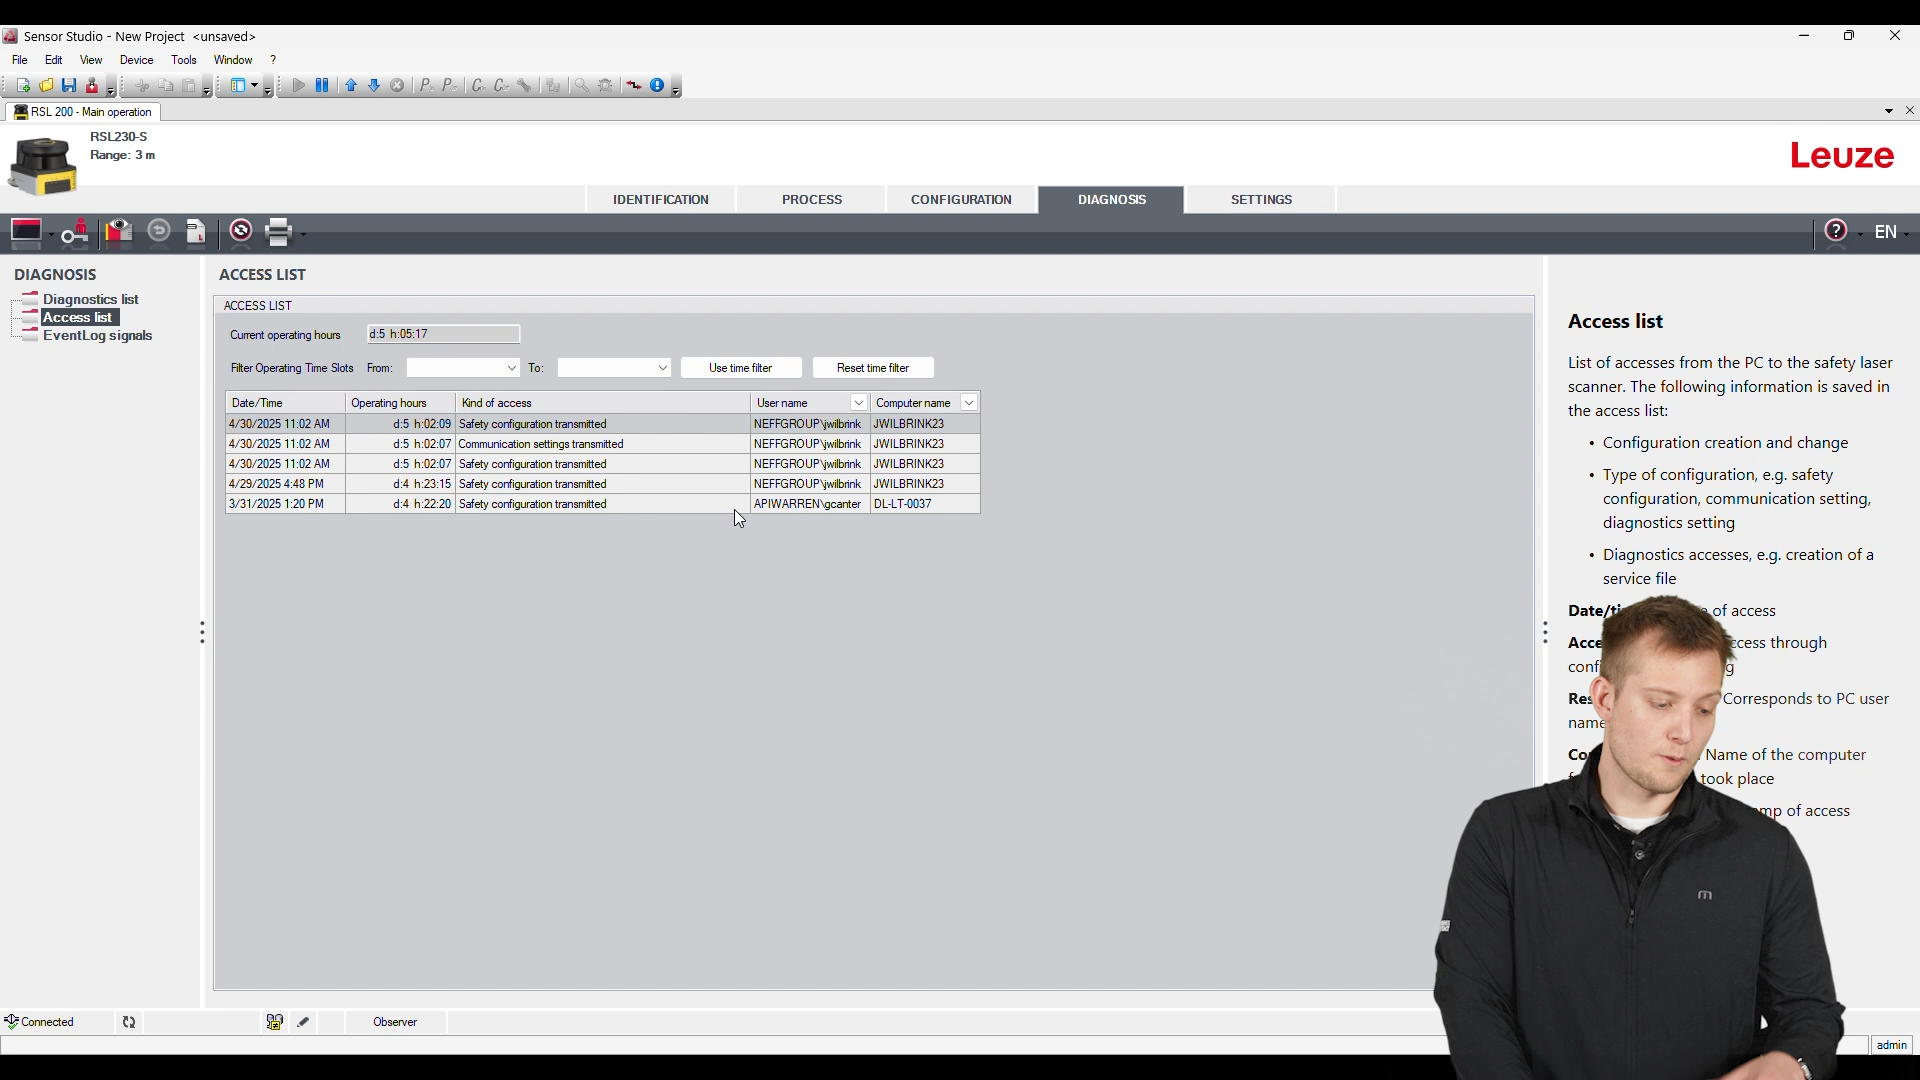 Sensor Studio - New Project <unsaved>
File Edit View Device Tools Window ?
RSL 200 - Main operation
RSL230-S
Range: 3 m
Leuze
IDENTIFICATION PROCESS CONFIGURATION DIAGNOSIS SETTINGS
EN
DIAGNOSIS
Diagnostics list
Access list
EventLog signals
ACCESS LIST
ACCESS LIST
Current operating hours d:5 h:05:17
Filter Operating Time Slots From: To: Use time filter Reset time filter
Date/Time Operating hours Kind of access User name Computer name
4/30/2025 11:02 AM d:5 h:02:09 Safety configuration transmitted NEFFGROUP\jwilbrink JWILBRINK23
4/30/2025 11:02 AM d:5 h:02:07 Communication settings transmitted NEFFGROUP\jwilbrink JWILBRINK23
4/30/2025 11:02 AM d:5 h:02:07 Safety configuration transmitted NEFFGROUP\jwilbrink JWILBRINK23
4/29/2025 4:48 PM d:4 h:23:15 Safety configuration transmitted NEFFGROUP\jwilbrink JWILBRINK23
3/31/2025 1:20 PM d:4 h:22:20 Safety configuration transmitted APIWARREN\gcanter DL-LT-0037
Access list
List of accesses from the PC to the safety laser
scanner. The following information is saved in
the access list:
• Configuration creation and change
• Type of configuration, e.g. safety
configuration, communication setting,
diagnostics setting
• Diagnostics accesses, e.g. creation of a
service file
of access
through
Corresponds to PC user
name
Name of the computer
took place
of access
Connected Observer
admin